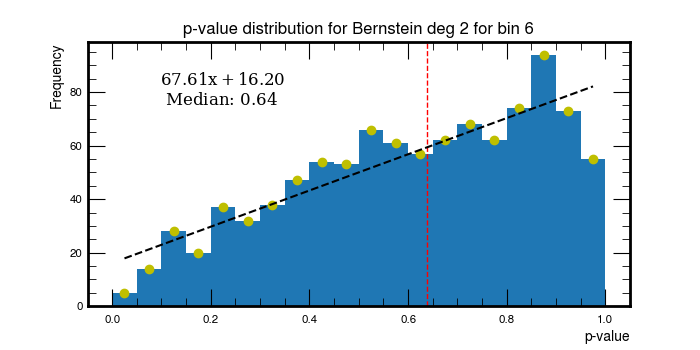 p-value distribution for Bernstein deg 2 for bin 6
Frequency
67.61x + 16.20
Median: 0.64
80
60
40
20
0
0.0 0.2 0.4 0.6 0.8 1.0
p-value